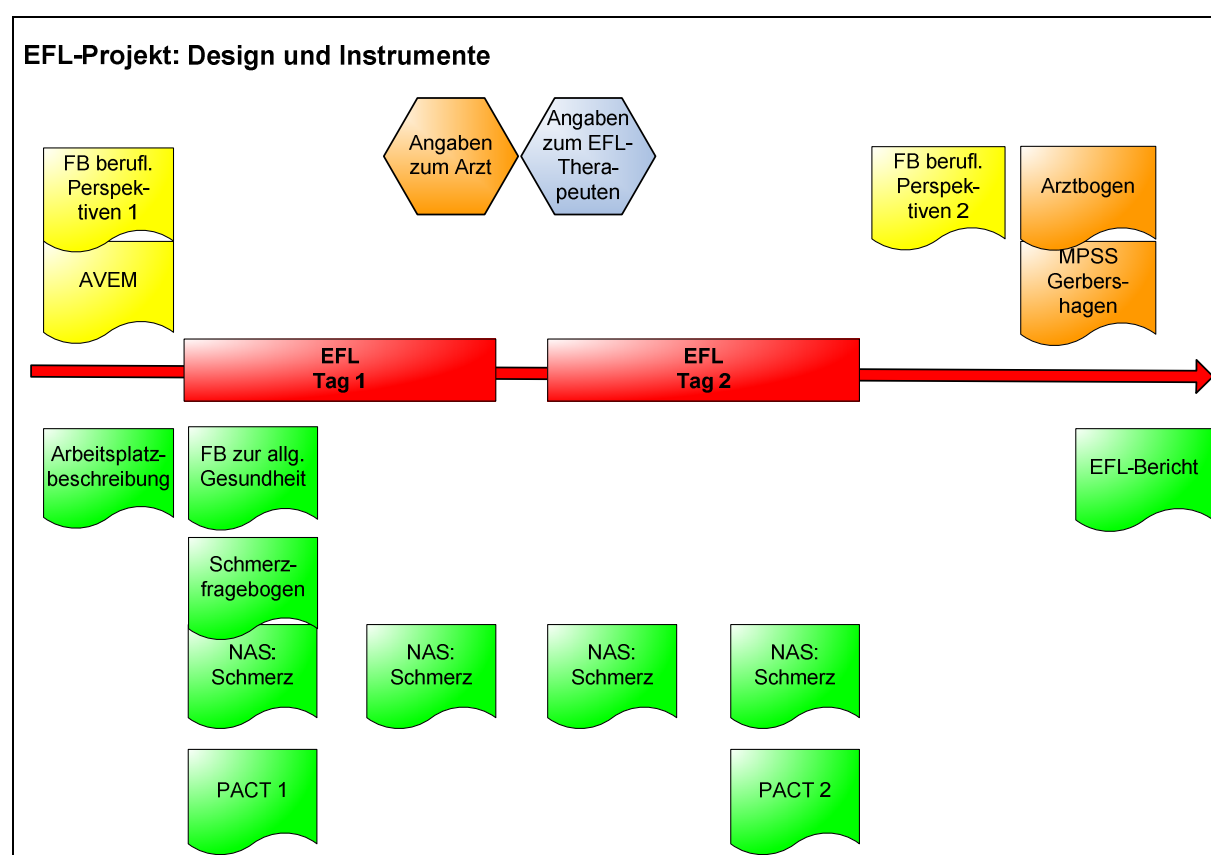 EFL-Projekt: Design und Instrumente
Angaben
zum Arzt
Angaben
zum EFL-
Thera-
peuten
FB berufl.
Perspek-
tiven 1
AVEM
FB berufl.
Perspek-
tiven 2
Arztbogen
MPSS
Gerbers-
hagen
EFL
Tag 1
EFL
Tag 2
Arbeitsplatz-
beschreibung
FB zur allg.
Gesundheit
EFL-Bericht
Schmerz-
fragebogen
NAS:
Schmerz
NAS:
Schmerz
NAS:
Schmerz
NAS:
Schmerz
PACT 1
PACT 2